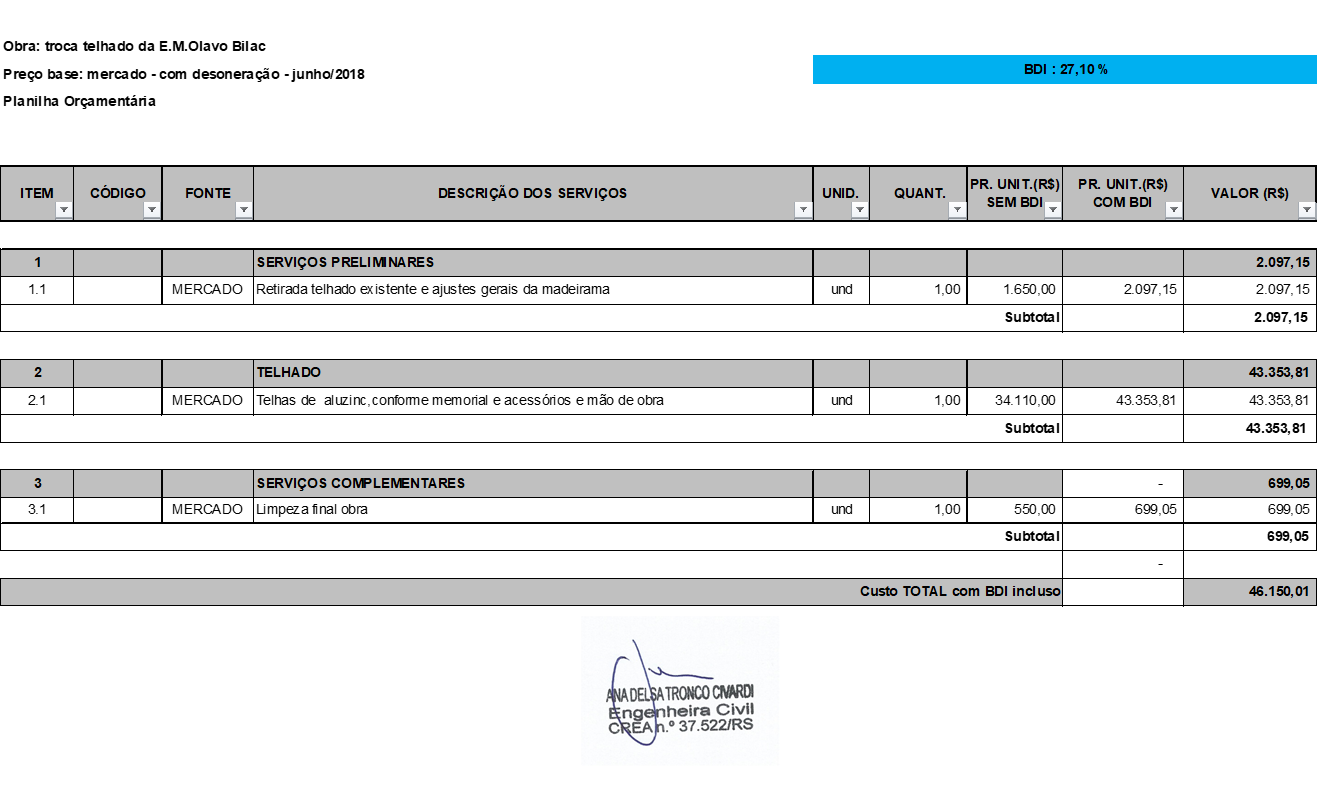 Obra: troca telhado da E.M.Olavo Bilac
Preço base: mercado - com desoneração - junho/2018
BDI : 27,10 %
Planilha Orçamentária
ITEM CÓDIGO FONTE DESCRIÇÃO DOS SERVIÇOS UNID. QUANT. PR. UNIT.(R$) SEM BDI PR. UNIT.(R$) COM BDI VALOR (R$)
1 SERVIÇOS PRELIMINARES 2.097,15
1.1 MERCADO Retirada telhado existente e ajustes gerais da madeirama und 1,00 1.650,00 2.097,15 2.097,15
Subtotal 2.097,15
2 TELHADO 43.353,81
2.1 MERCADO Telhas de aluzinc,conforme memorial e acessórios e mão de obra und 1,00 34.110,00 43.353,81 43.353,81
Subtotal 43.353,81
3 SERVIÇOS COMPLEMENTARES - 699,05
3.1 MERCADO Limpeza final obra und 1,00 550,00 699,05 699,05
Subtotal 699,05
-
Custo TOTAL com BDI incluso 46.150,01
ANA DELSA TRONCO CIVARDI
Engenheira Civil
CREA n.º 37.522/RS